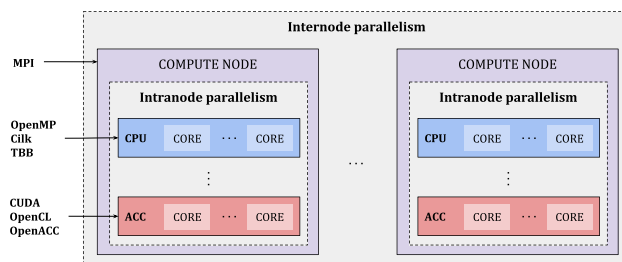 Internode parallelism
MPI
COMPUTE NODE
COMPUTE NODE
Intranode parallelism
Intranode parallelism
OpenMP
Cilk
TBB
CPU CORE ··· CORE
...
CPU CORE ··· CORE
CUDA
OpenCL
OpenACC
ACC CORE ··· CORE
ACC CORE ··· CORE